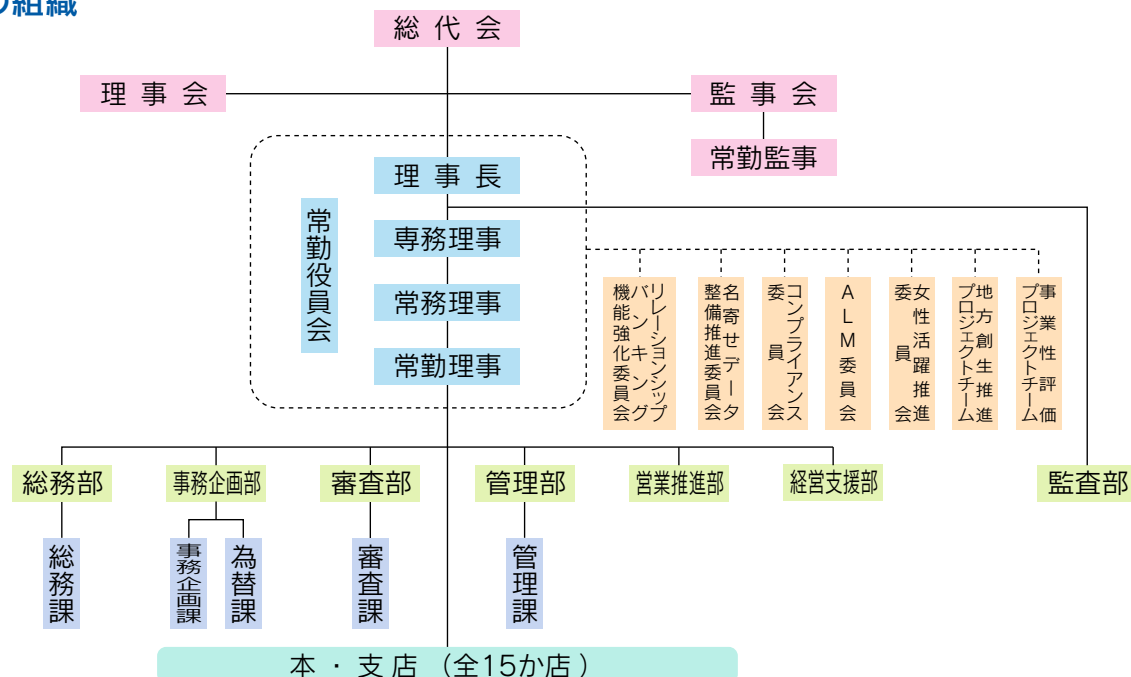 の組織
総代会
理事会
監事会
常勤監事
理事長
常勤役員会
専務理事
常務理事
常勤理事
リレーションシップ
バンキング
機能強化委員会
名寄せデータ
整備推進委員会
コンプライアンス
委員会
ALM委員会
女性活躍推進
委員会
地方創生推進
プロジェクトチーム
事業性評価
プロジェクトチーム
総務部
事務企画部
審査部
管理部
営業推進部
経営支援部
監査部
総務課
事務企画課
為替課
審査課
管理課
本・支店（全15か店）